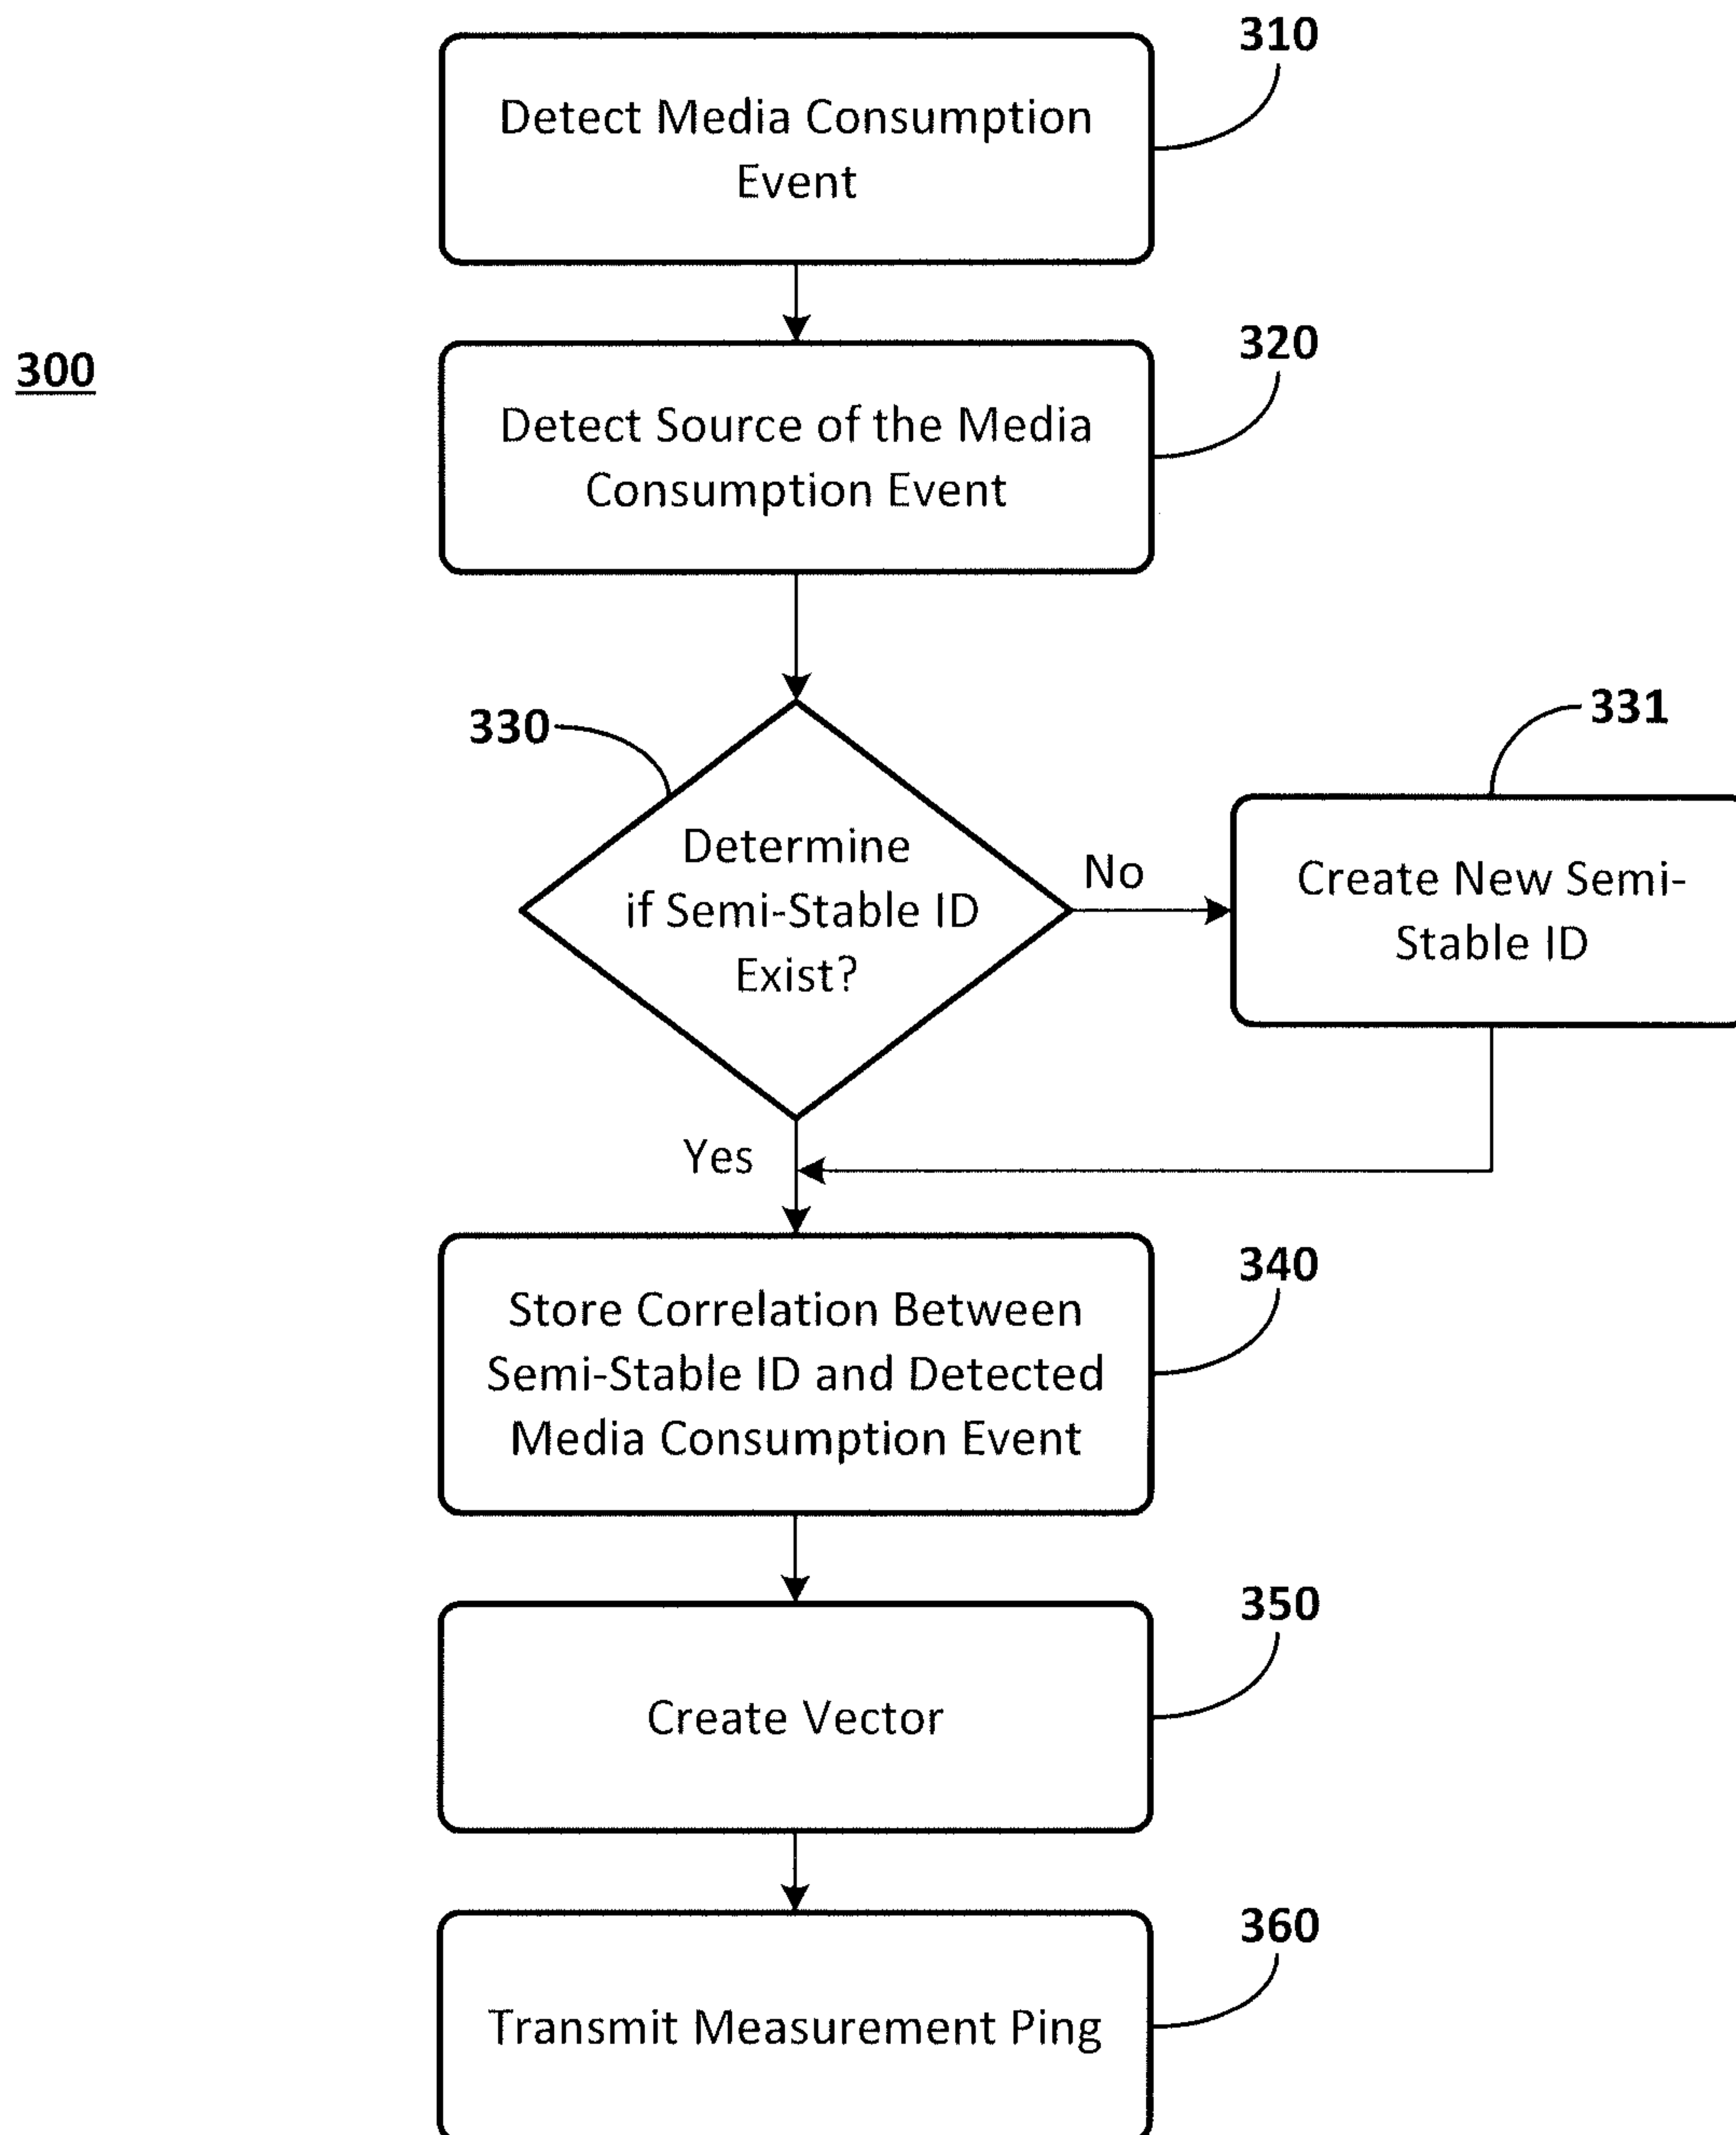 310
Detect Media Consumption
Event
300
320
Detect Source of the Media
Consumption Event
330
331
Determine
if Semi-Stable ID
Exist?
No
Create New Semi-
Stable ID
Yes
340
Store Correlation Between
Semi-Stable ID and Detected
Media Consumption Event
350
Create Vector
360
Transmit Measurement Ping